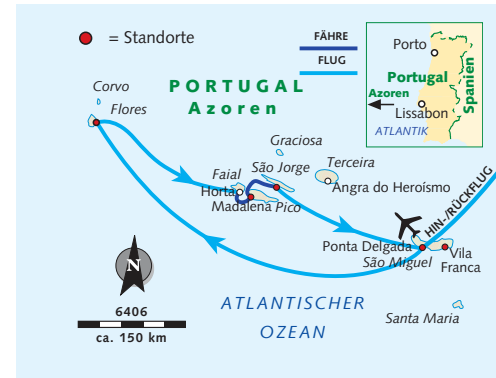 = Standorte
FÄHRE
FLUG
Porto
Portugal
Spanien
Azoren
Lissabon
ATLANTIK
Corvo
Flores
PORTUGAL
Azoren
Graciosa
São Jorge
Terceira
Faial
Horta
Angra do Heroísmo
Madalena Pico
HIN-/RÜCKFLUG
Ponta Delgada
São Miguel
Vila
Franca
N
6406
ca. 150 km
ATLANTISCHER
OZEAN
Santa Maria